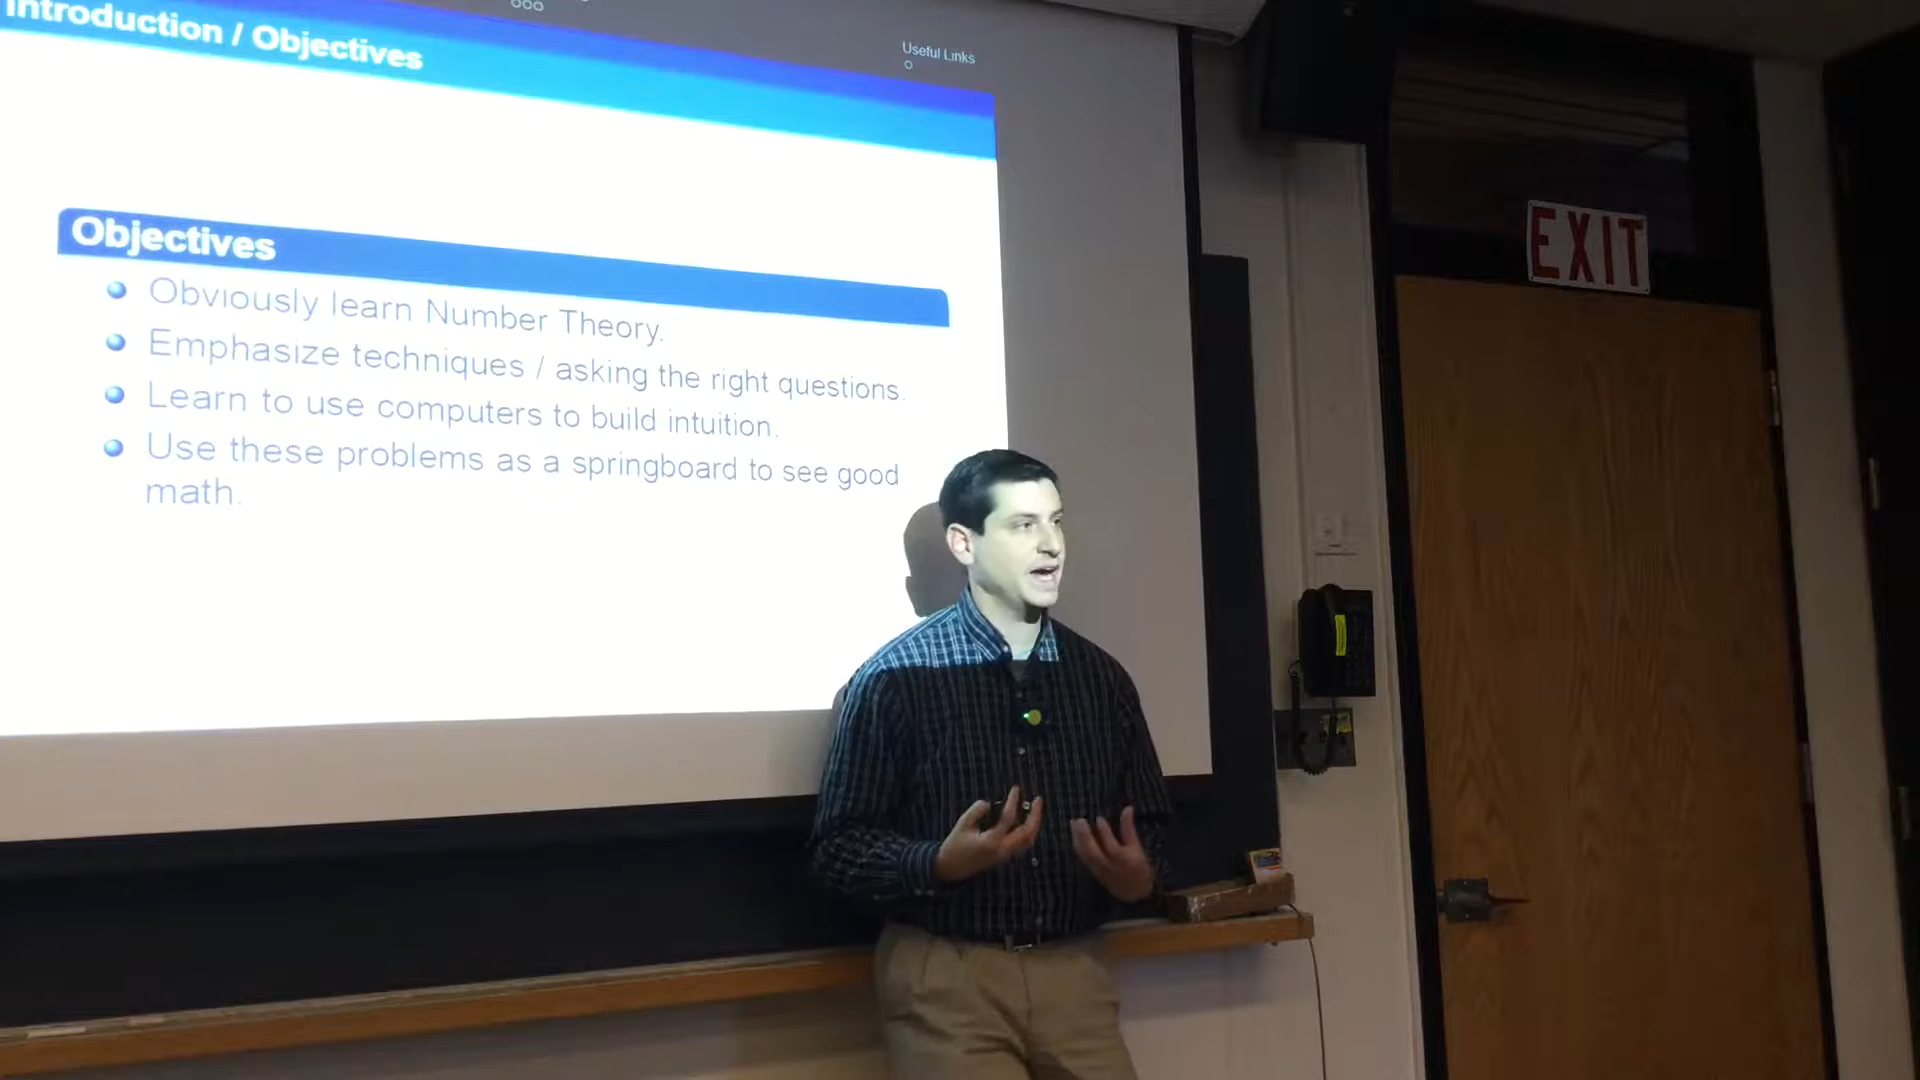 Introduction / Objectives
Useful Links
Objectives
Obviously learn Number Theory.
Emphasize techniques / asking the right questions.
Learn to use computers to build intuition.
Use these problems as a springboard to see good
math.
EXIT